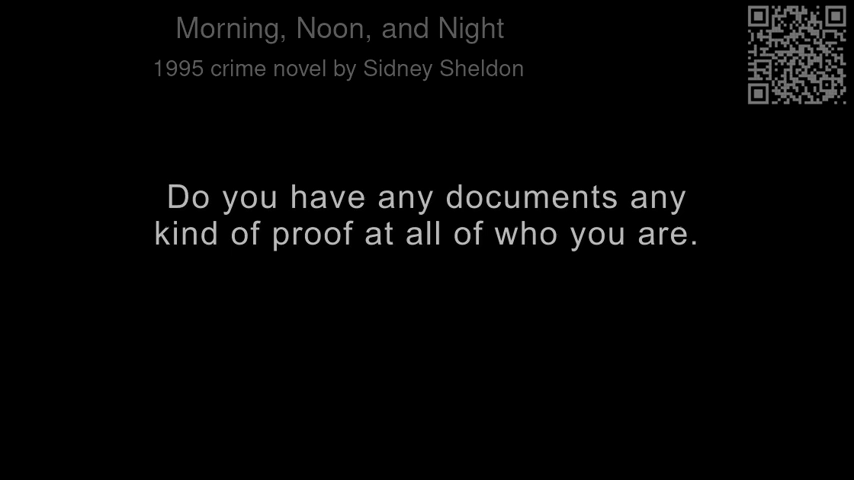 Morning, Noon, and Night
1995 crime novel by Sidney Sheldon
Do you have any documents any
kind of proof at all of who you are.